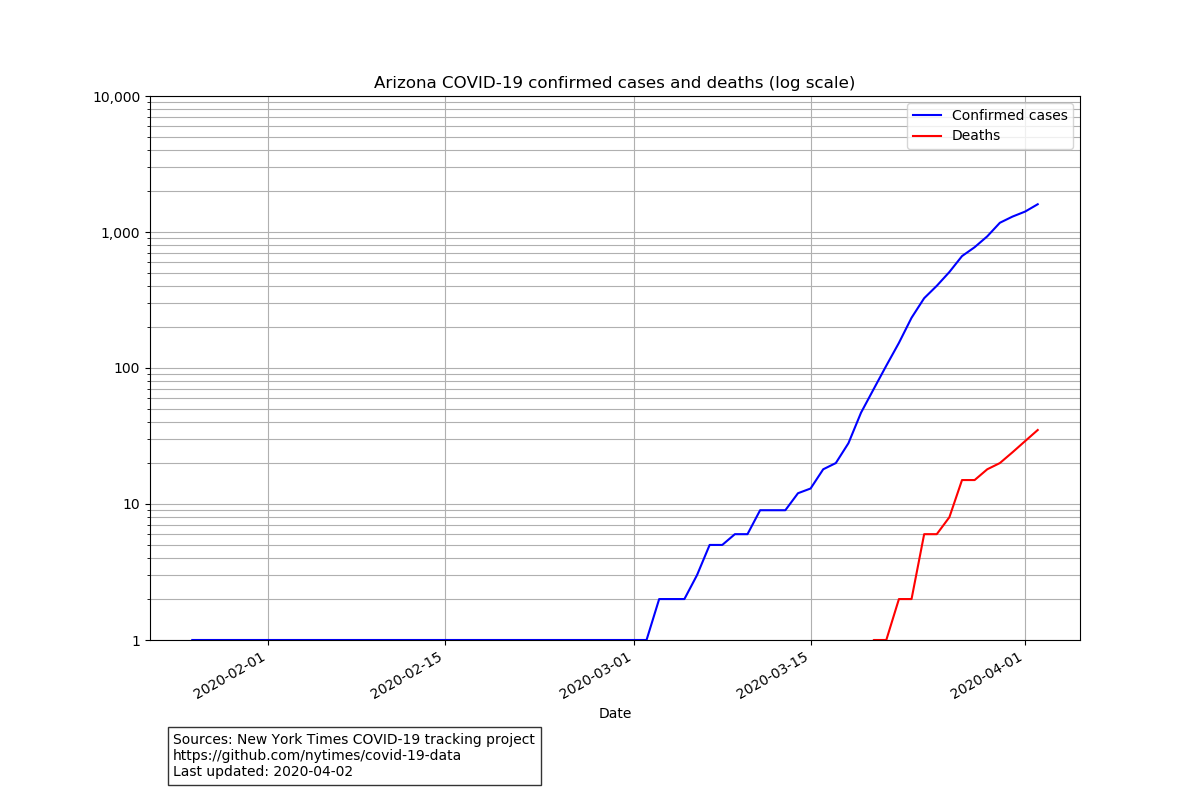 Arizona COVID-19 confirmed cases and deaths (log scale)
10,000
1,000
100
10
1
Confirmed cases
Deaths
2020-02-01
2020-02-15
2020-03-01
2020-03-15
2020-04-01
Date
Sources: New York Times COVID-19 tracking project
https://github.com/nytimes/covid-19-data
Last updated: 2020-04-02